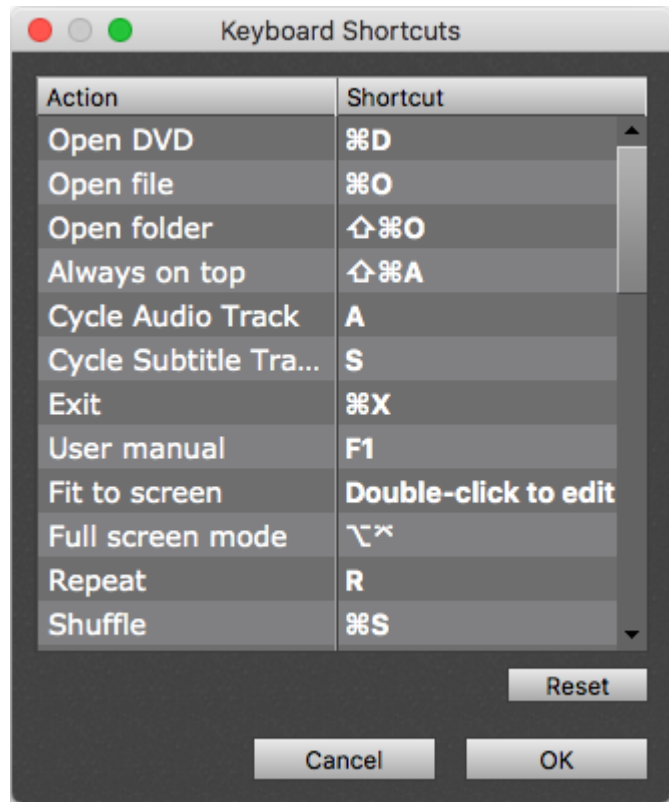 Keyboard Shortcuts
Action Shortcut
Open DVD ⌘D
Open file ⌘O
Open folder ⇧⌘O
Always on top ⇧⌘A
Cycle Audio Track A
Cycle Subtitle Tra... S
Exit ⌘X
User manual F1
Fit to screen Double-click to edit
Full screen mode ⌥⌤
Repeat R
Shuffle ⌘S
Reset
Cancel OK